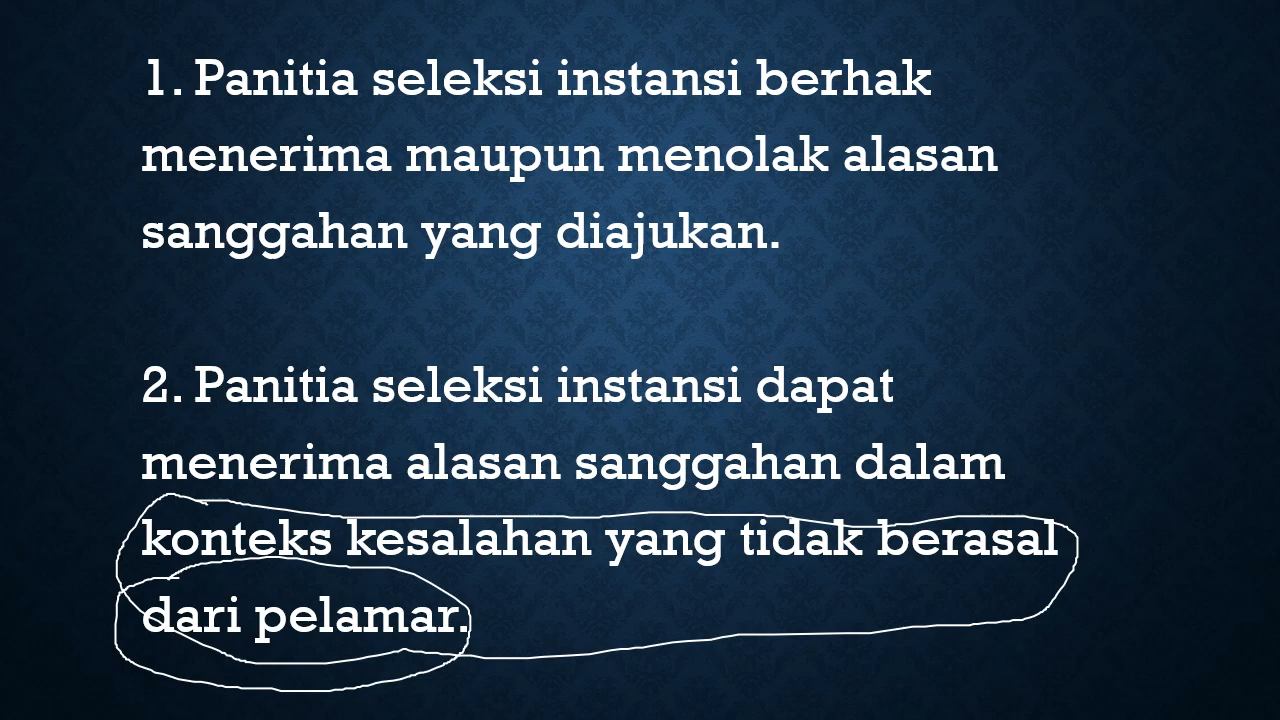 1. Panitia seleksi instansi berhak
menerima maupun menolak alasan
sanggahan yang diajukan.
2. Panitia seleksi instansi dapat
menerima alasan sanggahan dalam
konteks kesalahan yang tidak berasal
dari pelamar.